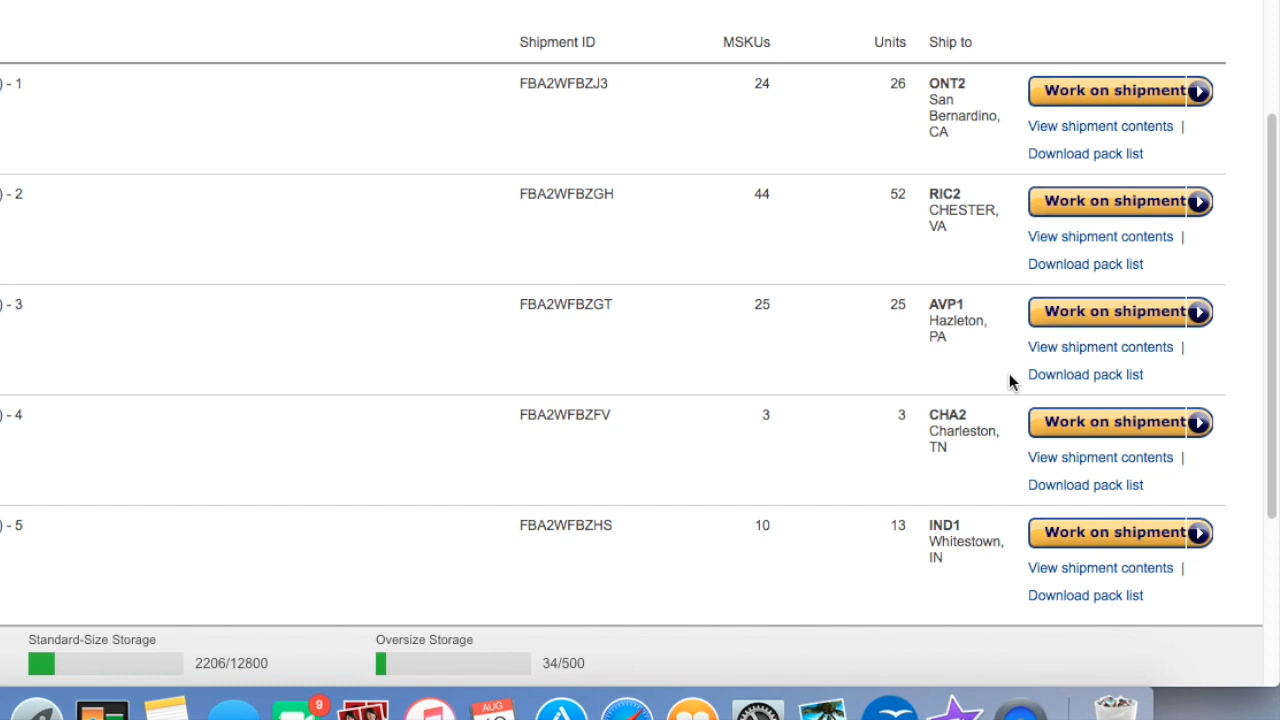 Shipment ID MSKUs Units Ship to
) - 1 FBA2WFBZJ3 24 26 ONT2 Work on shipment
San
Bernardino,
CA
View shipment contents |
Download pack list
) - 2 FBA2WFBZGH 44 52 RIC2 Work on shipment
CHESTER,
VA
View shipment contents |
Download pack list
) - 3 FBA2WFBZGT 25 25 AVP1 Work on shipment
Hazleton,
PA
View shipment contents |
Download pack list
) - 4 FBA2WFBZFV 3 3 CHA2 Work on shipment
Charleston,
TN
View shipment contents |
Download pack list
) - 5 FBA2WFBZHS 10 13 IND1 Work on shipment
Whitestown,
IN
View shipment contents |
Download pack list
Standard-Size Storage Oversize Storage
2206/12800 34/500
9
AUG